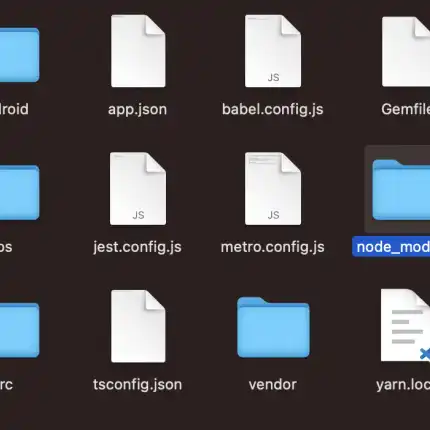 roid
app.json
babel.config.js
Gemfile
JS
os
jest.config.js
JS
metro.config.js
JS
node_mod
rc
tsconfig.json
vendor
yarn.loc